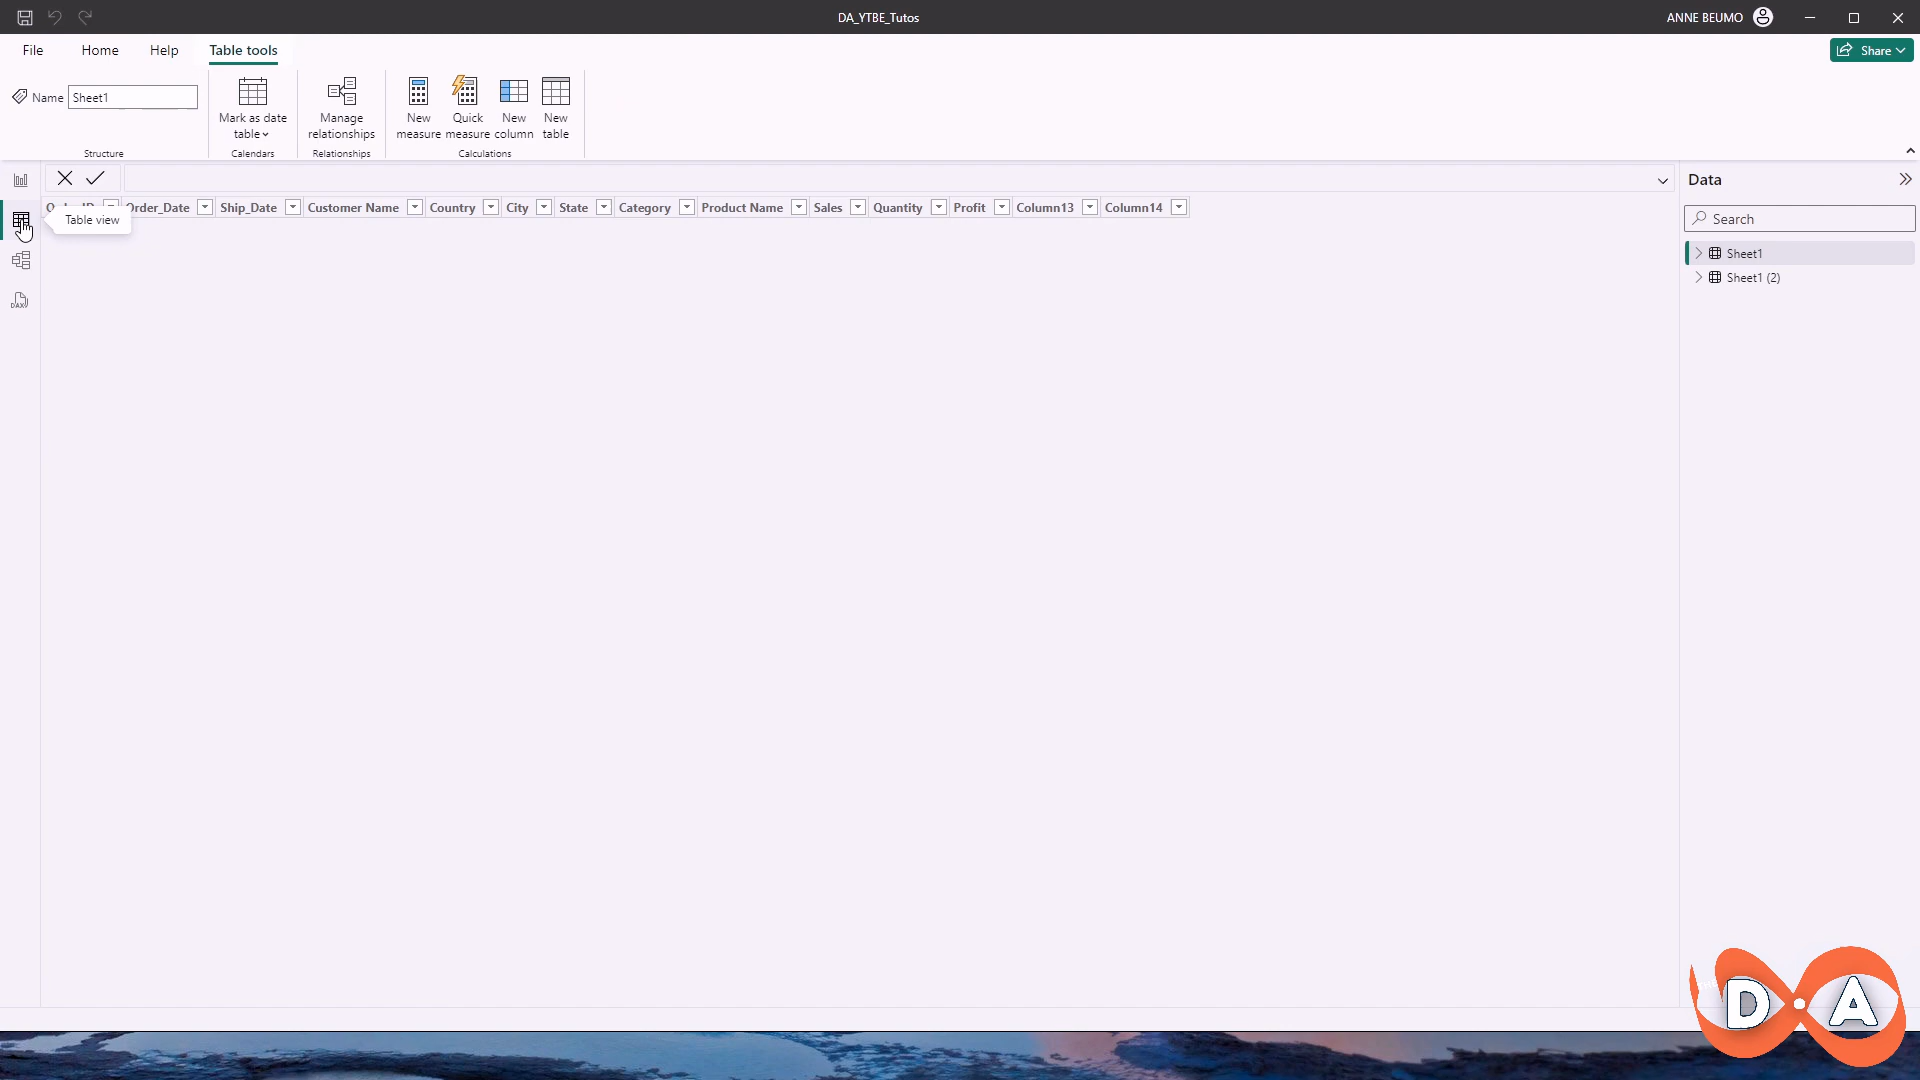 DA_YTBE_Tutos
ANNE BEUMO
File
Home
Help
Table tools
Share
Name
Sheet1
Mark as date
table
Manage
relationships
New
measure
Quick
measure
New
column
New
table
Structure
Calendars
Relationships
Calculations
Data
Order_Date
Ship_Date
Customer Name
Country
City
State
Category
Product Name
Sales
Quantity
Profit
Column13
Column14
Table view
Search
Sheet1
Sheet1 (2)
DAX
D A